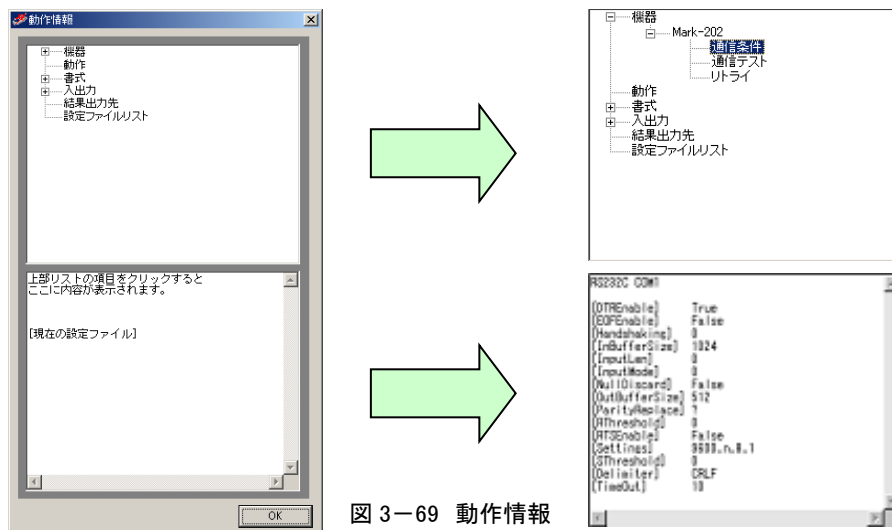 動作情報
機器
動作
書式
入出力
結果出力先
設定ファイルリスト
上部リストの項目をクリックすると
ここに内容が表示されます。
[現在の設定ファイル]
OK
機器
Mark-202
通信条件
通信テスト
リトライ
動作
書式
入出力
結果出力先
設定ファイルリスト
RS232C COM1
[DTREnable] True
[EOFEnable] False
[Handshaking] 0
[InBufferSize] 1024
[InputLen] 0
[InputMode] 0
[NullDiscard] False
[OutBufferSize] 512
[ParityReplace] ?
[RThreshold] 0
[RTSEnable] False
[Settings] 9600,n,8,1
[SThreshold] 0
[Delimiter] CRLF
[TimeOut] 10
図 3－69 動作情報